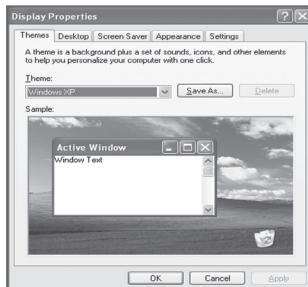 Display Properties
Themes Desktop Screen Saver Appearance Settings
A theme is a background plus a set of sounds, icons, and other elements
to help you personalize your computer with one click.
Theme:
Windows XP Save As... Delete
Sample:
Active Window
Window Text
OK Cancel Apply